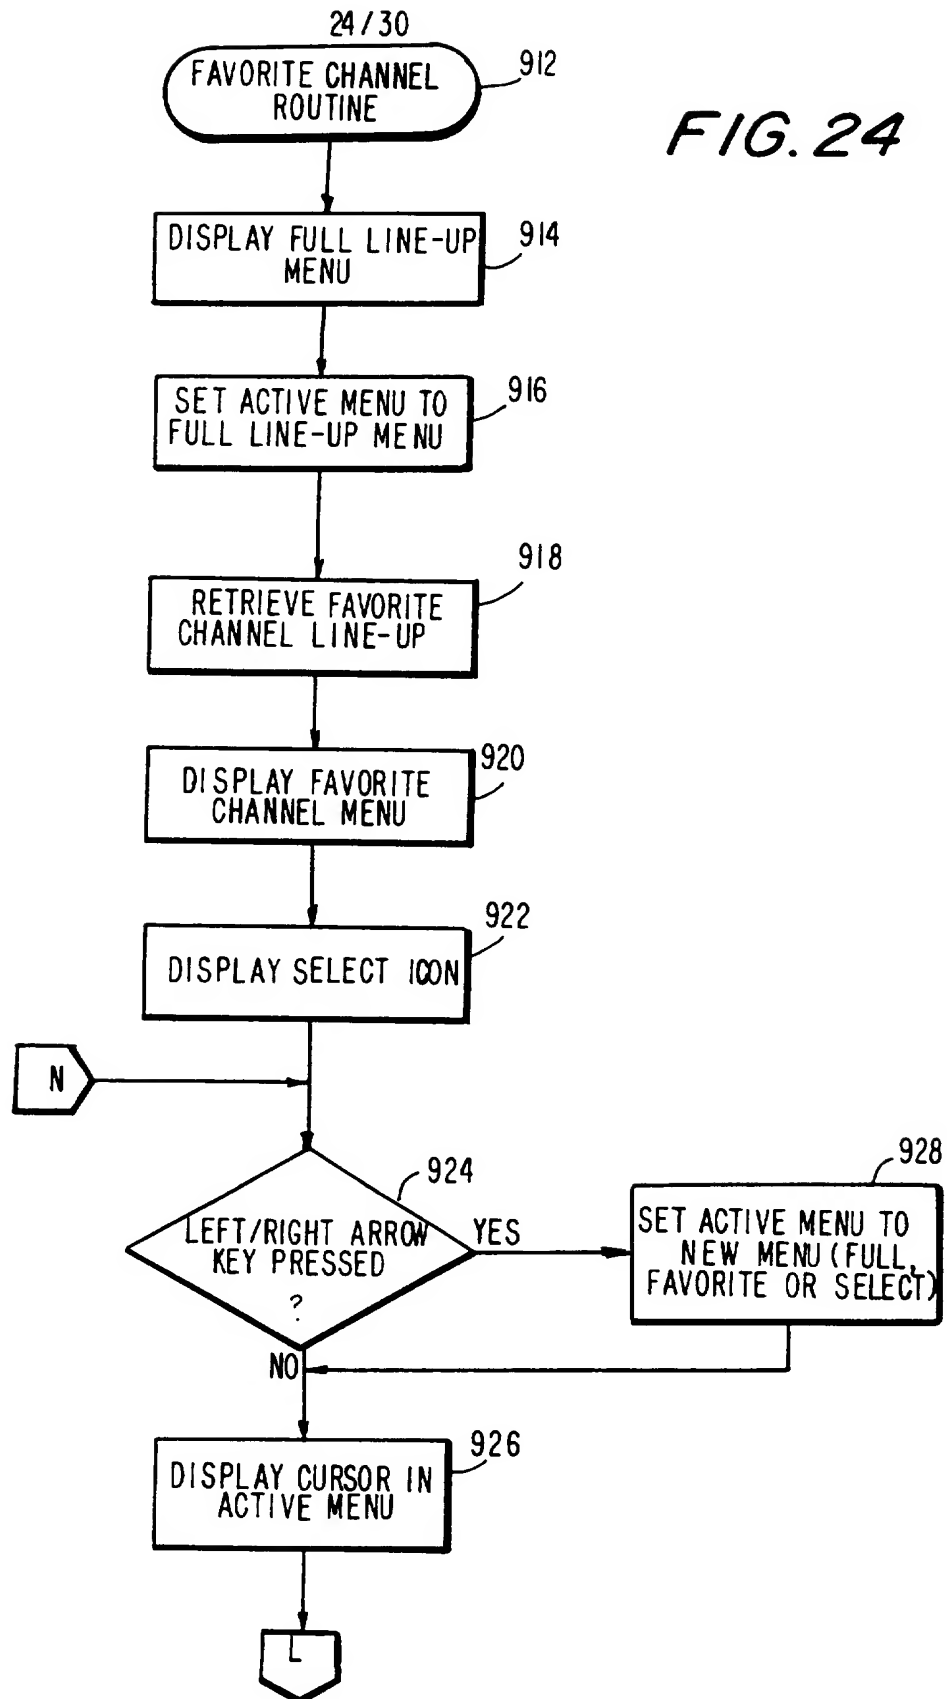 24/30
FAVORITE CHANNEL
ROUTINE
912
FIG. 24
DISPLAY FULL LINE-UP
MENU
914
SET ACTIVE MENU TO
FULL LINE-UP MENU
916
RETRIEVE FAVORITE
CHANNEL LINE-UP
918
DISPLAY FAVORITE
CHANNEL MENU
920
DISPLAY SELECT ICON
922
N
LEFT/RIGHT ARROW
KEY PRESSED
?
924
YES
SET ACTIVE MENU TO
NEW MENU (FULL,
FAVORITE OR SELECT)
928
NO
DISPLAY CURSOR IN
ACTIVE MENU
926
L